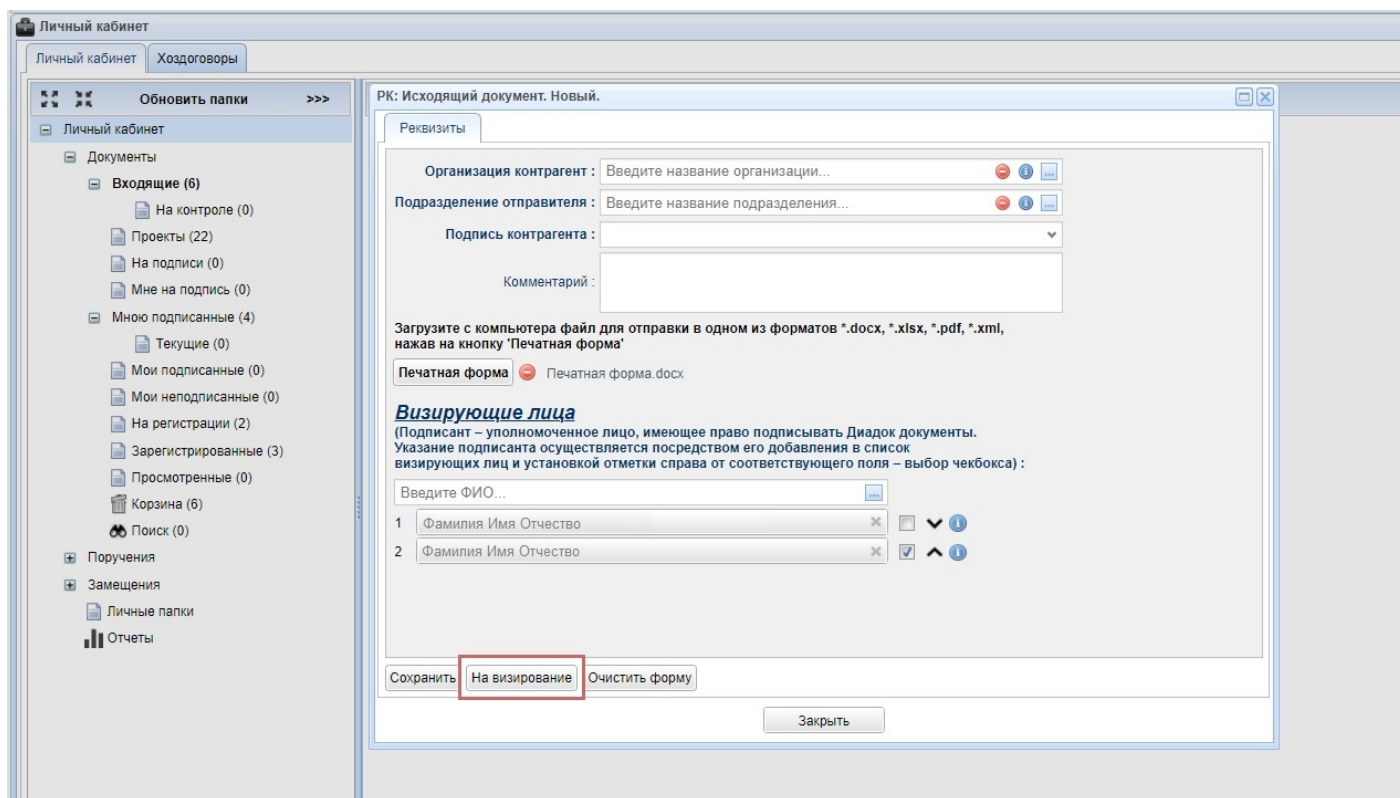 Личный кабинет
Личный кабинет
Хоздоговоры
Обновить папки >>>
Личный кабинет
Документы
Входящие (6)
На контроле (0)
Проекты (22)
На подписи (0)
Мне на подпись (0)
Мною подписанные (4)
Текущие (0)
Мои подписанные (0)
Мои неподписанные (0)
На регистрации (2)
Зарегистрированные (3)
Просмотренные (0)
Корзина (6)
Поиск (0)
Поручения
Замещения
Личные папки
Отчеты
РК: Исходящий документ. Новый.
Реквизиты
Организация контрагент : Введите название организации...
Подразделение отправителя : Введите название подразделения...
Подпись контрагента :
Комментарий :
Загрузите с компьютера файл для отправки в одном из форматов *.docx, *.xlsx, *.pdf, *.xml,
нажав на кнопку 'Печатная форма'
Печатная форма Печатная форма.docx
Визирующие лица
(Подписант – уполномоченное лицо, имеющее право подписывать Диадок документы.
Указание подписанта осуществляется посредством его добавления в список
визирующих лиц и установкой отметки справа от соответствующего поля – выбор чекбокса) :
Введите ФИО...
1 Фамилия Имя Отчество
2 Фамилия Имя Отчество
Сохранить На визирование Очистить форму
Закрыть